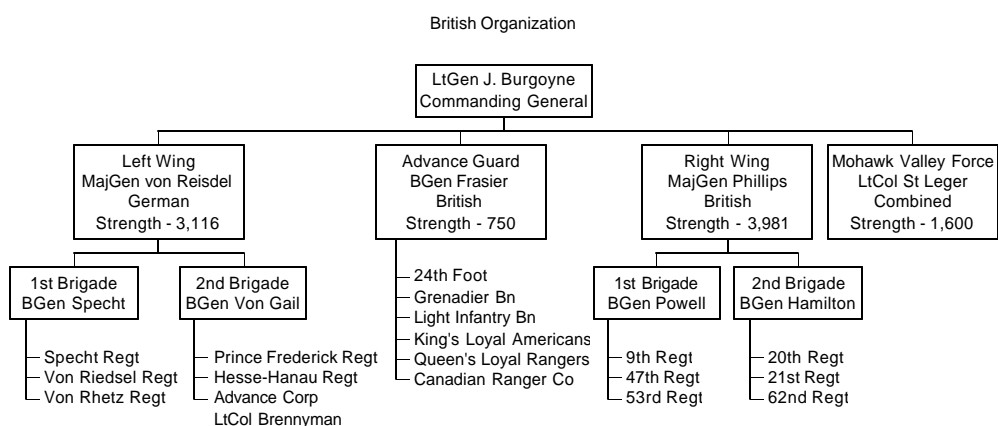 British Organization
LtGen J. Burgoyne
Commanding General
Left Wing
MajGen von Reisdel
German
Strength - 3,116
Advance Guard
BGen Frasier
British
Strength - 750
Right Wing
MajGen Phillips
British
Strength - 3,981
Mohawk Valley Force
LtCol St Leger
Combined
Strength - 1,600
1st Brigade
BGen Specht
Specht Regt
Von Riedsel Regt
Von Rhetz Regt
2nd Brigade
BGen Von Gail
Prince Frederick Regt
Hesse-Hanau Regt
Advance Corp
LtCol Brennyman
24th Foot
Grenadier Bn
Light Infantry Bn
King's Loyal Americans
Queen's Loyal Rangers
Canadian Ranger Co
1st Brigade
BGen Powell
9th Regt
47th Regt
53rd Regt
2nd Brigade
BGen Hamilton
20th Regt
21st Regt
62nd Regt